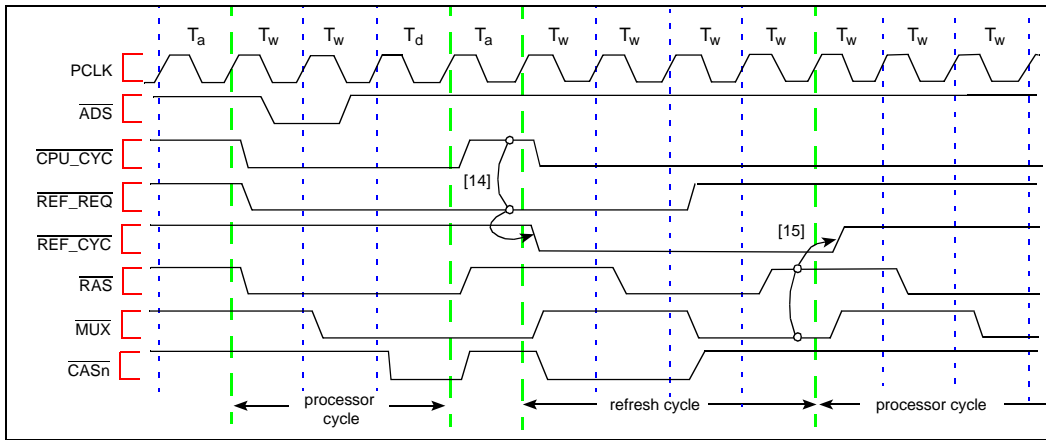 Ta Tw Tw Td Ta Tw Tw Tw Tw Tw Tw Tw
PCLK
ADS
CPU_CYC
[14]
REF_REQ
REF_CYC
[15]
RAS
MUX
CASn
processor cycle
refresh cycle
processor cycle